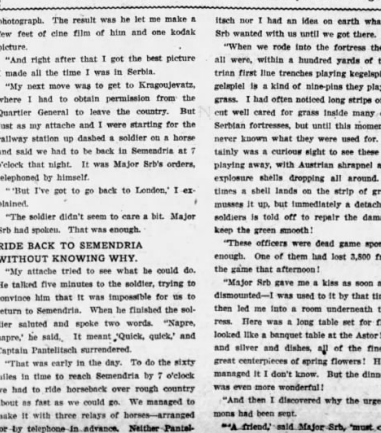 photograph. The result was he let me make a
few feet of cine film of him and one kodak
picture.
"And right after that I got the best picture
I made all the time I was in Serbia.
"My next move was to get to Kragoujevatz,
where I had to obtain permission from the
Quartier General to leave the country. But
just as my attache and I were starting for the
railway station up dashed a soldier on a horse
and said we had to be back in Semendria at 7
o'clock that night. It was Major Srb's orders,
telephoned by himself.
"'But I've got to go back to London,' I ex-
plained.
"The soldier didn't seem to care a bit. Major
Srb had spoken. That was enough.
RIDE BACK TO SEMENDRIA
WITHOUT KNOWING WHY.
"My attache tried to see what he could do.
He talked five minutes to the soldier, trying to
convince him that it was impossible for us to
return to Semendria. When he finished the sol-
dier saluted and spoke two words. "Napre,
napre,' he said. It meant 'Quick, quick,' and
Captain Pantelitsch surrendered.
"That was early in the day. To do the sixty
miles in time to reach Semendria by 7 o'clock
we had to ride horseback over rough country
about as fast as we could go. We managed to
make it with three relays of horses—arranged
for by telephone in advance. Neither Pantel-
itsch nor I had an idea on earth wha
Srb wanted with us until we got there.
"When we rode into the fortress the
all were, within a hundred yards of t
trian first line trenches playing kegelspi
gelspiel is a kind of nine-pins they play
grass. I had often noticed long strips o
cut well cared for grass inside many
Serbian fortresses, but until this momen
never known what they were used for.
tainly was a curious sight to see these
playing away, with Austrian shrapnel a
explosure shells dropping all around.
times a shell lands on the strip of gr
musses it up, but immediately a detach
soldiers is told off to repair the dama
keep the green smooth!
"These officers were dead game spor
enough. One of them had lost 3,800 fr
the game that afternoon!
"Major Srb gave me a kiss as soon a
dismounted—I was used to it by that tim
then led me into a room underneath t
ress. Here was a long table set for fi
looked like a banquet table at the Astor!
and silver and dishes, all of the fines
great centerpieces of spring flowers! H
managed it I don't know. But the dinn
was even more wonderful!
"And then I discovered why the urge
mons had been sent.
"'A friend,' said Major Srb, 'must